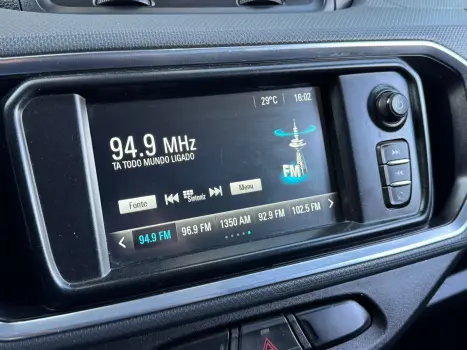 29°C 16:02
94.9 MHz
TA TODO MUNDO LIGADO
FM
Fonte Sintoniz Menu
94.9 FM 96.9 FM 1350 AM 92.9 FM 102.5 FM